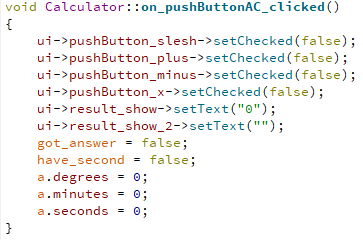 void Calculator::on_pushButtonAC_clicked()
{
    ui->pushButton_slesh->setChecked(false);
    ui->pushButton_plus->setChecked(false);
    ui->pushButton_minus->setChecked(false);
    ui->pushButton_x->setChecked(false);
    ui->result_show->setText("0");
    ui->result_show_2->setText("");
    got_answer = false;
    have_second = false;
    a.degrees = 0;
    a.minutes = 0;
    a.seconds = 0;
}